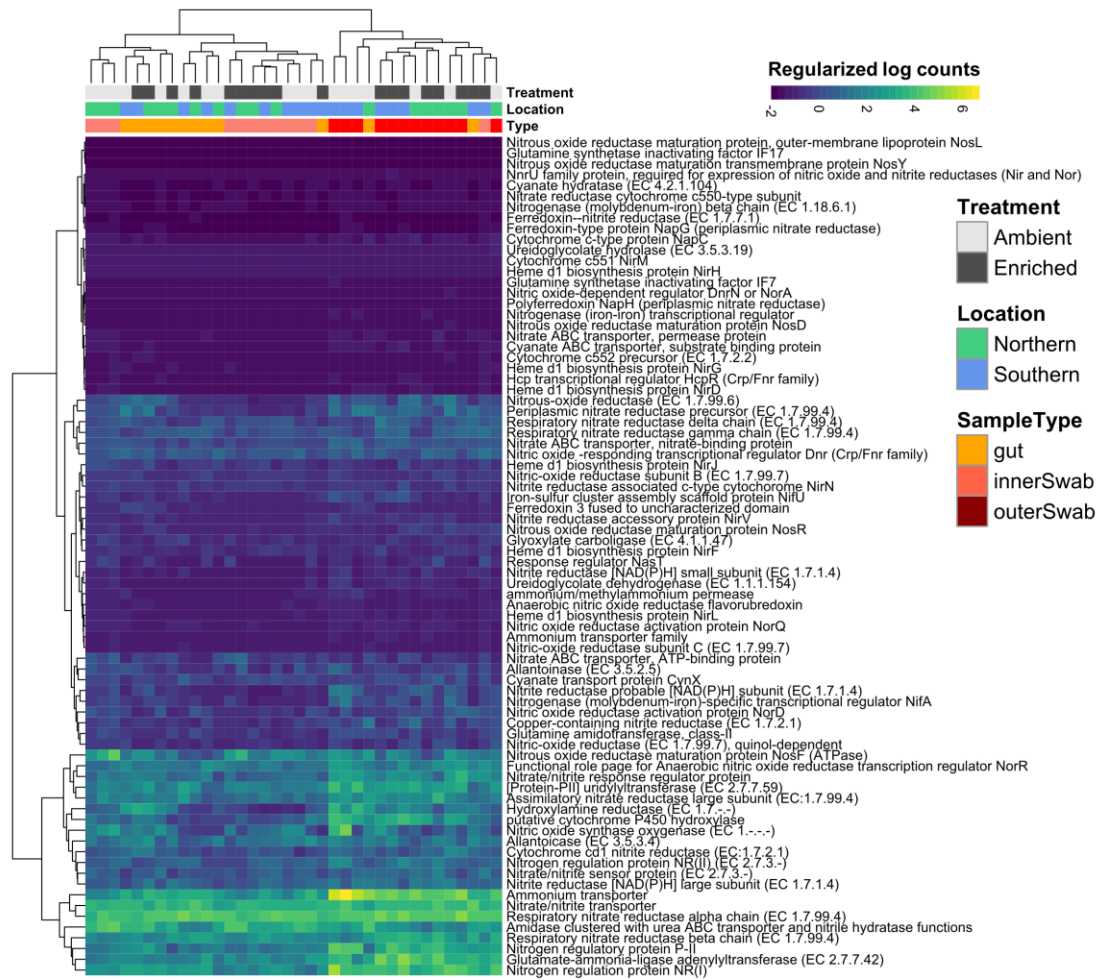 Treatment
Location
Type
Regularized log counts
-2
0
2
4
6
Nitrous oxide reductase maturation protein, outer-membrane lipoprotein NosL
Glutamine synthetase inactivating factor IF17
Nitrous oxide reductase maturation transmembrane protein NosY
NnrU family protein, required for expression of nitric oxide and nitrite reductases (Nir and Nor)
Cyanate hydratase (EC 4.2.1.104)
Nitrate reductase cytochrome c550-type subunit
Nitrogenase (molybdenum-iron) beta chain (EC 1.18.6.1)
Ferredoxin--nitrite reductase (EC 1.7.7.1)
Ferredoxin-type protein NapG (periplasmic nitrate reductase)
Cytochrome c-type protein NapC
Ureidoglycolate hydrolase (EC 3.5.3.19)
Cytochrome c551 NirM
Heme d1 biosynthesis protein NirH
Glutamine synthetase inactivating factor IF7
Nitric oxide-dependent regulator DnrN or NorA
Polyferredoxin NapH (periplasmic nitrate reductase)
Nitrogenase (iron-iron) transcriptional regulator
Nitrous oxide reductase maturation protein NosD
Nitrate ABC transporter, permease protein
Cyanate ABC transporter, substrate binding protein
Cytochrome c552 precursor (EC 1.7.2.2)
Heme d1 biosynthesis protein NirG
Hcp transcriptional regulator HcpR (Crp/Fnr family)
Heme d1 biosynthesis protein NirD
Nitrous-oxide reductase (EC 1.7.99.6)
Periplasmic nitrate reductase precursor (EC 1.7.99.4)
Respiratory nitrate reductase delta chain (EC 1.7.99.4)
Respiratory nitrate reductase gamma chain (EC 1.7.99.4)
Nitrate ABC transporter, nitrate-binding protein
Nitric oxide -responding transcriptional regulator Dnr (Crp/Fnr family)
Heme d1 biosynthesis protein NirJ
Nitric-oxide reductase subunit B (EC 1.7.99.7)
Nitrite reductase associated c-type cytochorome NirN
Iron-sulfur cluster assembly scaffold protein NifU
Ferredoxin 3 fused to uncharacterized domain
Nitrite reductase accessory protein NirV
Nitrous oxide reductase maturation protein NosR
Glyoxylate carboligase (EC 4.1.1.47)
Heme d1 biosynthesis protein NirF
Response regulator NasT
Nitrite reductase [NAD(P)H] small subunit (EC 1.7.1.4)
Ureidoglycolate dehydrogenase (EC 1.1.1.154)
ammonium/methylammonium permease
Anaerobic nitric oxide reductase flavorubredoxin
Heme d1 biosynthesis protein NirL
Nitric oxide reductase activation protein NorQ
Ammonium transporter family
Nitric-oxide reductase subunit C (EC 1.7.99.7)
Nitrate ABC transporter, ATP-binding protein
Allantoinase (EC 3.5.2.5)
Cyanate transport protein CynX
Nitrite reductase probable [NAD(P)H] subunit (EC 1.7.1.4)
Nitrogenase (molybdenum-iron)-specific transcriptional regulator NifA
Nitric oxide reductase activation protein NorD
Copper-containing nitrite reductase (EC 1.7.2.1)
Glutamine amidotransferase, class-II
Nitric-oxide reductase (EC 1.7.99.7), quinol-dependent
Nitrous oxide reductase maturation protein NosF (ATPase)
Functional role page for Anaerobic nitric oxide reductase transcription regulator NorR
Nitrate/nitrite response regulator protein
[Protein-PII] uridylyltransferase (EC 2.7.7.59)
Assimilatory nitrate reductase large subunit (EC:1.7.99.4)
Hydroxylamine reductase (EC 1.7.-.-)
putative cytochrome P450 hydroxylase
Nitric oxide synthase oxygenase (EC 1.-.-.-)
Allantoicase (EC 3.5.3.4)
Cytochrome cd1 nitrite reductase (EC:1.7.2.1)
Nitrogen regulation protein NR(II) (EC 2.7.3.-)
Nitrate/nitrite sensor protein (EC 2.7.3.-)
Nitrite reductase [NAD(P)H] large subunit (EC 1.7.1.4)
Ammonium transporter
Nitrate/nitrite transporter
Respiratory nitrate reductase alpha chain (EC 1.7.99.4)
Amidase clustered with urea ABC transporter and nitrile hydratase functions
Respiratory nitrate reductase beta chain (EC 1.7.99.4)
Nitrogen regulatory protein P-II
Glutamate-ammonia-ligase adenylyltransferase (EC 2.7.7.42)
Nitrogen regulation protein NR(I)
Treatment
Ambient
Enriched
Location
Northern
Southern
SampleType
gut
innerSwab
outerSwab